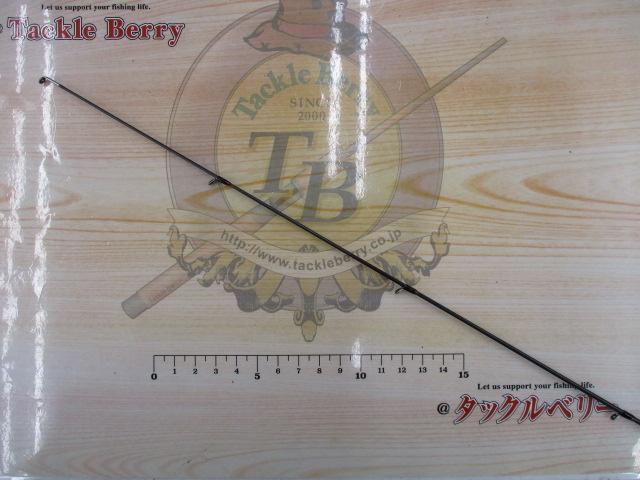 Let us support your fishing life.
@ Tackle Berry
Tackle Berry
SINCE
2000
TB
http://www.tackleberry.co.jp
0 1 2 3 4 5 6 7 8 9 10 11 12 13 14 15
Let us support your fishing life.
@ タックルベリー